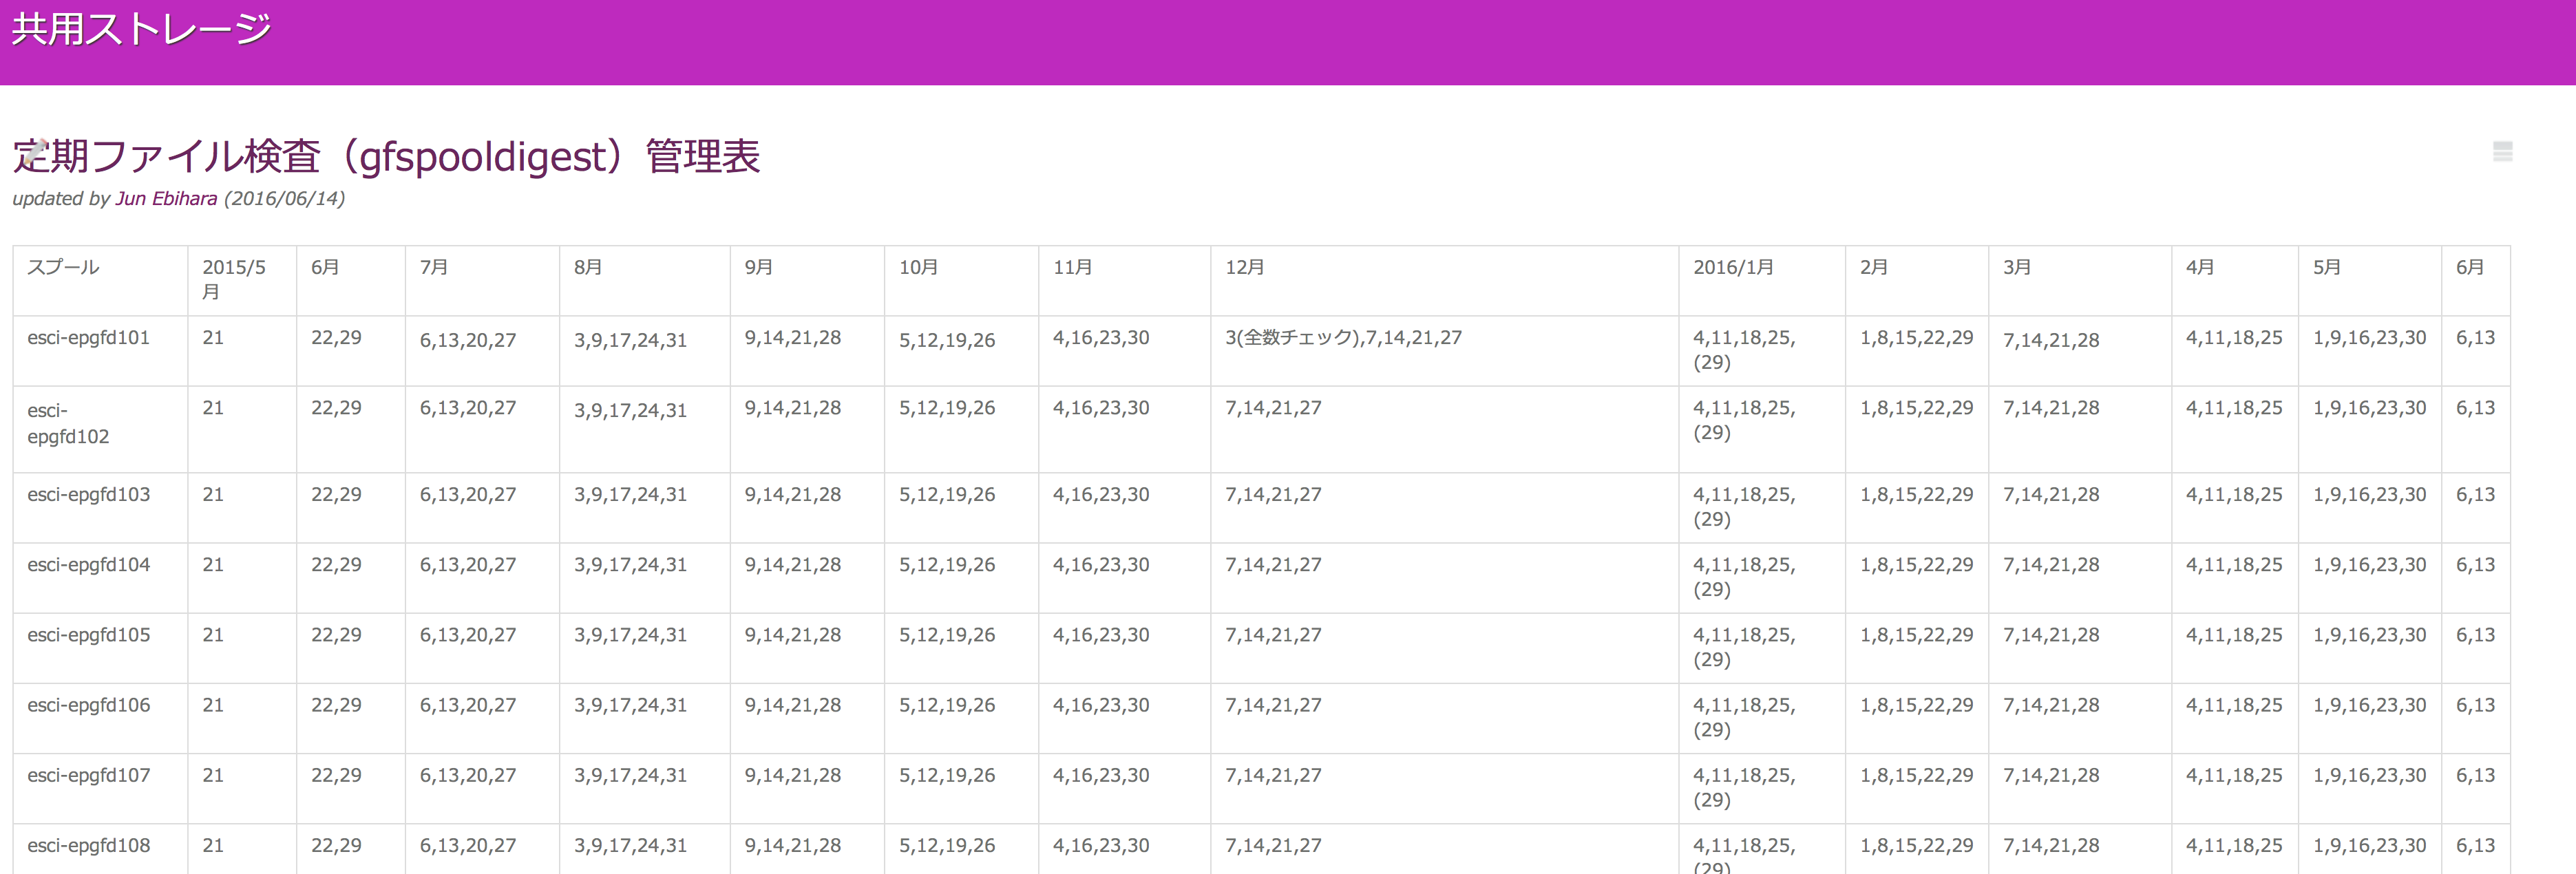 共用ストレージ
定期ファイル検査（gfspooldigest）管理表
updated by Jun Ebihara (2016/06/14)
スプール 2015/5月 6月 7月 8月 9月 10月 11月 12月 2016/1月 2月 3月 4月 5月 6月
esci-epgfd101 21 22,29 6,13,20,27 3,9,17,24,31 9,14,21,28 5,12,19,26 4,16,23,30 3(全数チェック),7,14,21,27 4,11,18,25,(29) 1,8,15,22,29 7,14,21,28 4,11,18,25 1,9,16,23,30 6,13
esci-epgfd102 21 22,29 6,13,20,27 3,9,17,24,31 9,14,21,28 5,12,19,26 4,16,23,30 7,14,21,27 4,11,18,25,(29) 1,8,15,22,29 7,14,21,28 4,11,18,25 1,9,16,23,30 6,13
esci-epgfd103 21 22,29 6,13,20,27 3,9,17,24,31 9,14,21,28 5,12,19,26 4,16,23,30 7,14,21,27 4,11,18,25,(29) 1,8,15,22,29 7,14,21,28 4,11,18,25 1,9,16,23,30 6,13
esci-epgfd104 21 22,29 6,13,20,27 3,9,17,24,31 9,14,21,28 5,12,19,26 4,16,23,30 7,14,21,27 4,11,18,25,(29) 1,8,15,22,29 7,14,21,28 4,11,18,25 1,9,16,23,30 6,13
esci-epgfd105 21 22,29 6,13,20,27 3,9,17,24,31 9,14,21,28 5,12,19,26 4,16,23,30 7,14,21,27 4,11,18,25,(29) 1,8,15,22,29 7,14,21,28 4,11,18,25 1,9,16,23,30 6,13
esci-epgfd106 21 22,29 6,13,20,27 3,9,17,24,31 9,14,21,28 5,12,19,26 4,16,23,30 7,14,21,27 4,11,18,25,(29) 1,8,15,22,29 7,14,21,28 4,11,18,25 1,9,16,23,30 6,13
esci-epgfd107 21 22,29 6,13,20,27 3,9,17,24,31 9,14,21,28 5,12,19,26 4,16,23,30 7,14,21,27 4,11,18,25,(29) 1,8,15,22,29 7,14,21,28 4,11,18,25 1,9,16,23,30 6,13
esci-epgfd108 21 22,29 6,13,20,27 3,9,17,24,31 9,14,21,28 5,12,19,26 4,16,23,30 7,14,21,27 4,11,18,25,(29) 1,8,15,22,29 7,14,21,28 4,11,18,25 1,9,16,23,30 6,13